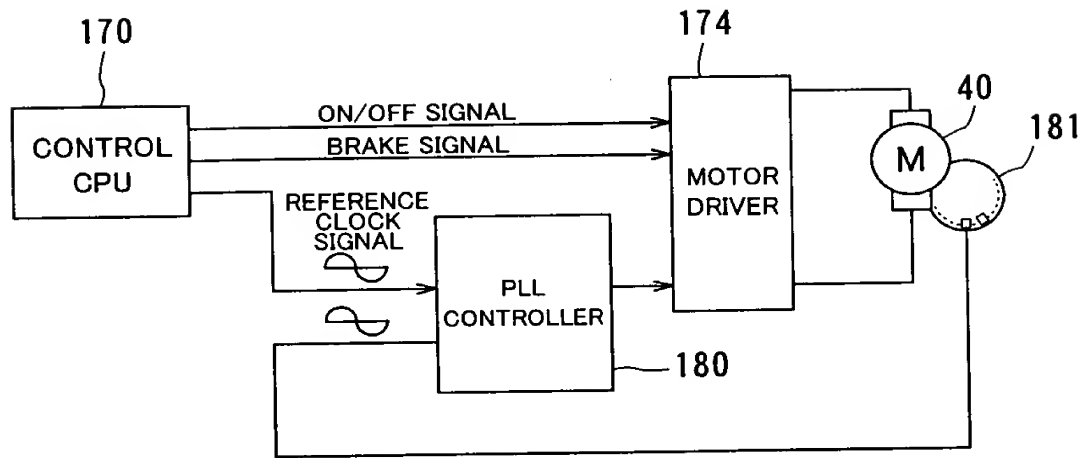 170
174
40
181
ON/OFF SIGNAL
BRAKE SIGNAL
CONTROL
CPU
M
MOTOR
DRIVER
REFERENCE
CLOCK
SIGNAL
PLL
CONTROLLER
180